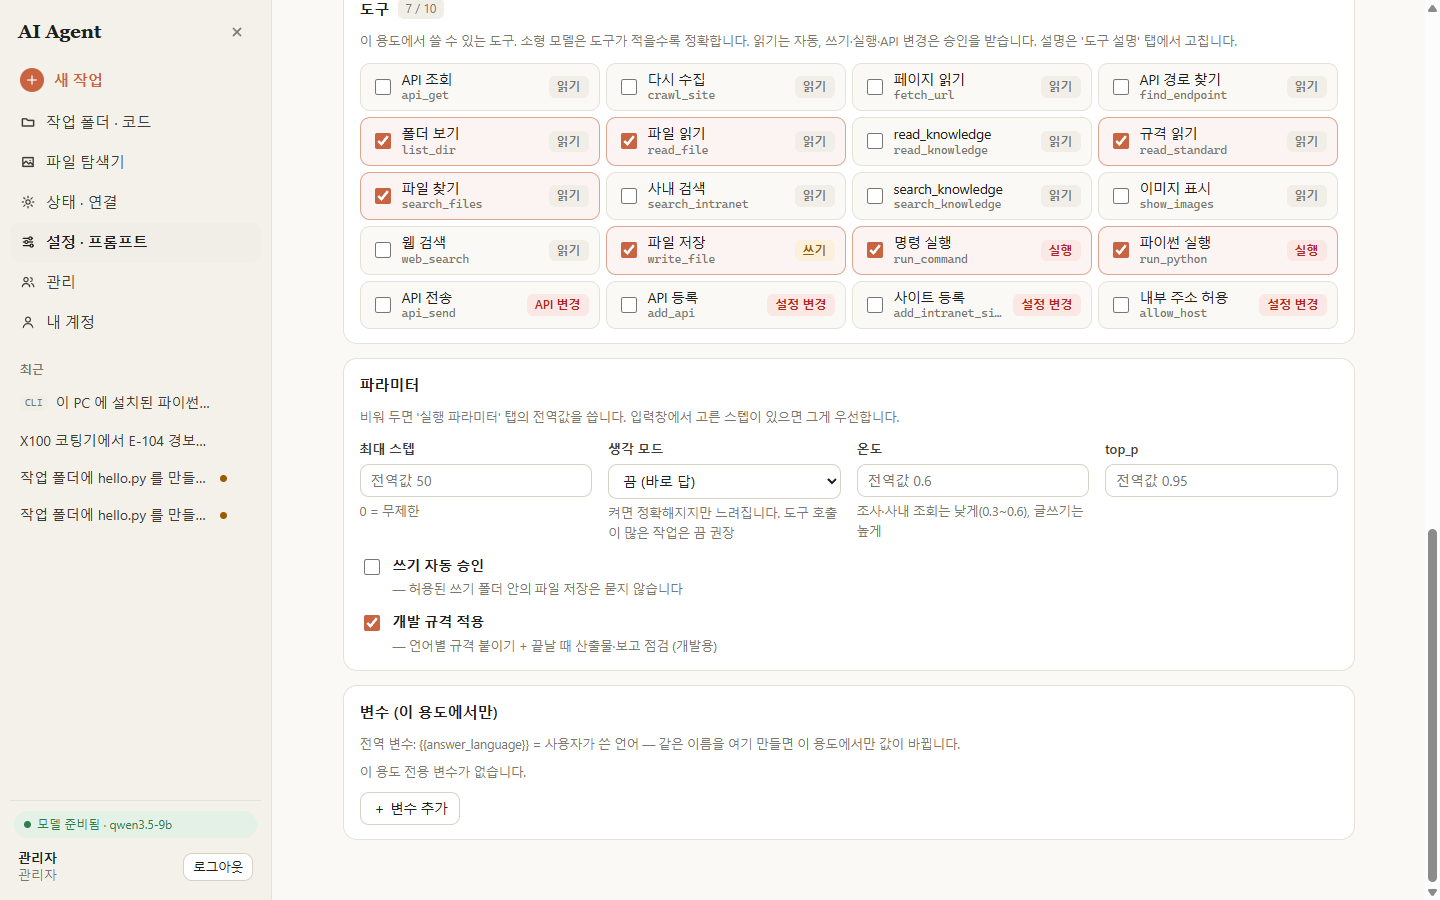 AI Agent
새 작업
작업 폴더 · 코드
파일 탐색기
상태 · 연결
설정 · 프롬프트
관리
내 계정
최근
CLI 이 PC 에 설치된 파이썬...
X100 코팅기에서 E-104 경보...
작업 폴더에 hello.py 를 만들...
작업 폴더에 hello.py 를 만들...
모델 준비됨 · qwen3.5-9b
관리자
관리자
로그아웃
도구 7 / 10
이 용도에서 쓸 수 있는 도구. 소형 모델은 도구가 적을수록 정확합니다. 읽기는 자동, 쓰기·실행·API 변경은 승인을 받습니다. 설명은 '도구 설명' 탭에서 고칩니다.
API 조회
api_get
읽기
다시 수집
crawl_site
읽기
페이지 읽기
fetch_url
읽기
API 경로 찾기
find_endpoint
읽기
폴더 보기
list_dir
읽기
파일 읽기
read_file
읽기
read_knowledge
read_knowledge
읽기
규격 읽기
read_standard
읽기
파일 찾기
search_files
읽기
사내 검색
search_intranet
읽기
search_knowledge
search_knowledge
읽기
이미지 표시
show_images
읽기
웹 검색
web_search
읽기
파일 저장
write_file
쓰기
명령 실행
run_command
실행
파이썬 실행
run_python
실행
API 전송
api_send
API 변경
API 등록
add_api
설정 변경
사이트 등록
add_intranet_si...
설정 변경
내부 주소 허용
allow_host
설정 변경
파라미터
비워 두면 '실행 파라미터' 탭의 전역값을 씁니다. 입력창에서 고른 스텝이 있으면 그게 우선합니다.
최대 스텝
전역값 50
0 = 무제한
생각 모드
끔 (바로 답)
켜면 정확해지지만 느려집니다. 도구 호출
이 많은 작업은 끔 권장
온도
전역값 0.6
조사·사내 조회는 낮게(0.3~0.6), 글쓰기는
높게
top_p
전역값 0.95
쓰기 자동 승인
— 허용된 쓰기 폴더 안의 파일 저장은 묻지 않습니다
개발 규격 적용
— 언어별 규격 붙이기 + 끝날 때 산출물·보고 점검 (개발용)
변수 (이 용도에서만)
전역 변수: {{answer_language}} = 사용자가 쓴 언어 — 같은 이름을 여기 만들면 이 용도에서만 값이 바뀝니다.
이 용도 전용 변수가 없습니다.
+ 변수 추가